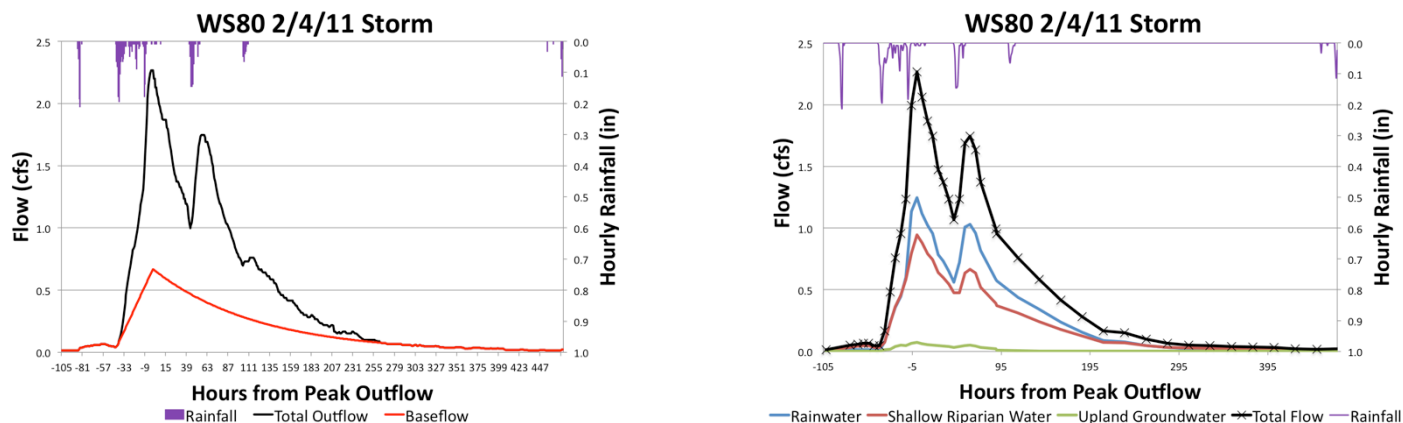 WS80 2/4/11 Storm
2.5
2.0
1.5
1.0
0.5
0.0
Flow (cfs)
0.0
0.1
0.2
0.3
0.4
0.5
0.6
0.7
0.8
0.9
1.0
Hourly Rainfall (in)
-105 -81 -57 -33 -9 15 39 63 87 111 135 159 183 207 231 255 279 303 327 351 375 399 423 447
Hours from Peak Outflow
Rainfall Total Outflow Baseflow
WS80 2/4/11 Storm
2.5
2.0
1.5
1.0
0.5
0.0
Flow (cfs)
0.0
0.1
0.2
0.3
0.4
0.5
0.6
0.7
0.8
0.9
1.0
Hourly Rainfall (in)
-105 -5 95 195 295 395
Hours from Peak Outflow
Rainwater Shallow Riparian Water Upland Groundwater Total Flow Rainfall